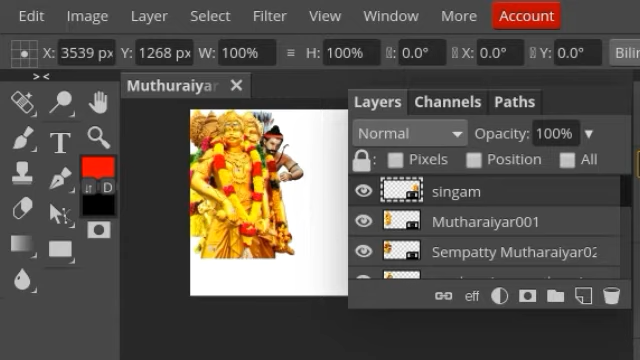 Edit Image Layer Select Filter View Window More Account
X: 3539 px Y: 1268 px W: 100% H: 100% 0.0° X: 0.0° Y: 0.0° Bilin
> <
Muthuraiyar
Layers Channels Paths
Normal Opacity: 100%
Pixels Position All
T
D
singam
Mutharaiyar001
Sempatty Mutharaiyar02
eff